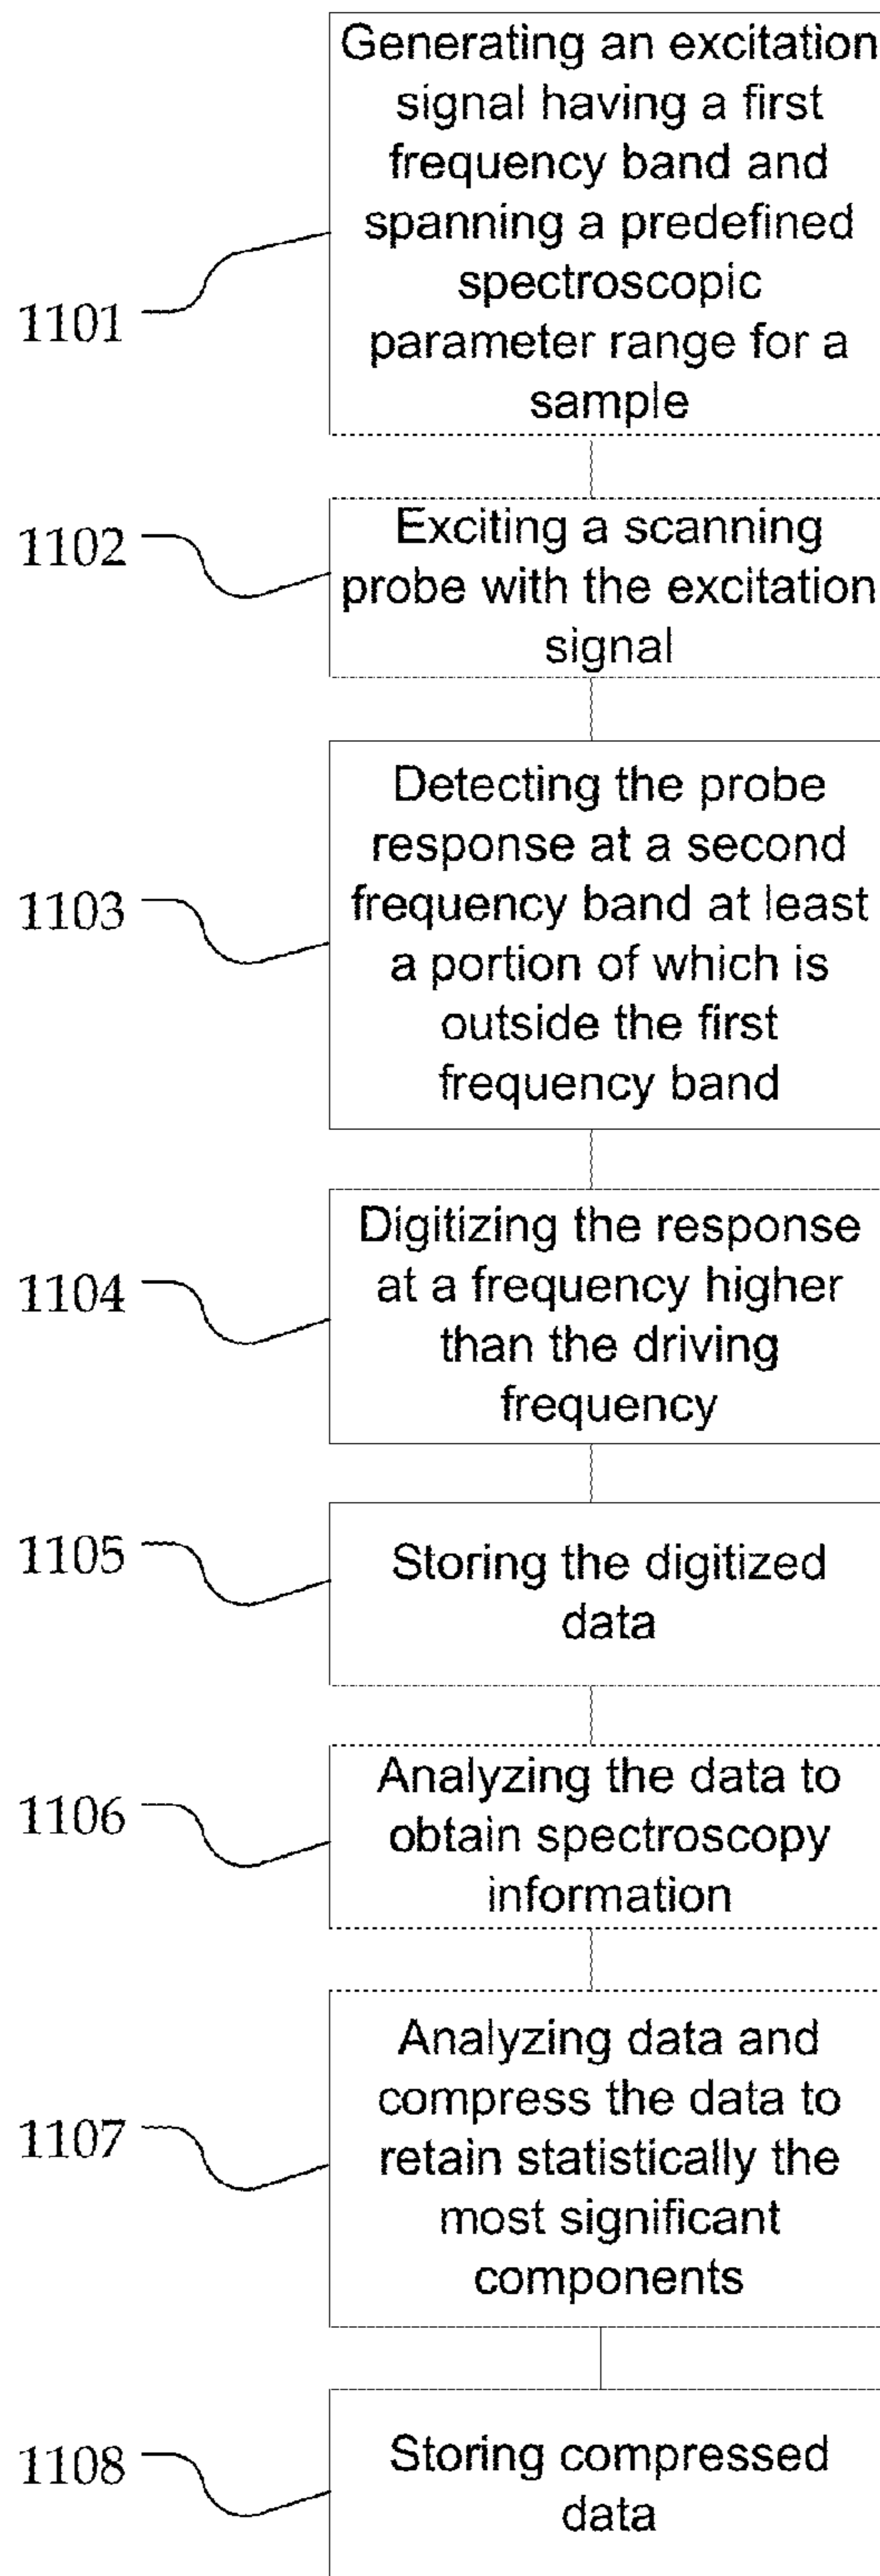 Generating an excitation
signal having a first
frequency band and
spanning a predefined
spectroscopic
parameter range for a
sample
1101
Exciting a scanning
probe with the excitation
signal
1102
Detecting the probe
response at a second
frequency band at least
a portion of which is
outside the first
frequency band
1103
Digitizing the response
at a frequency higher
than the driving
frequency
1104
Storing the digitized
data
1105
Analyzing the data to
obtain spectroscopy
information
1106
Analyzing data and
compress the data to
retain statistically the
most significant
components
1107
Storing compressed
data
1108